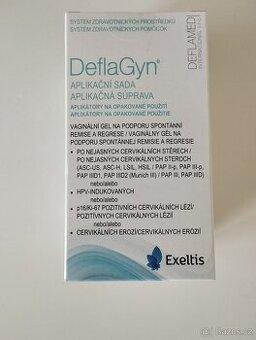 SYSTÉM ZDRAVOTNICKÝCH PROSTŘEDKŮ
SYSTÉM ZDRAVOTNÍCKYCH POMÔCOK
DeflaGyn®
APLIKAČNÍ SADA
APLIKAČNÁ SÚPRAVA
APLIKÁTORY NA OPAKOVANÉ POUŽITÍ
APLIKÁTORY NA OPAKOVANÉ POUŽITIE
VAGINÁLNÍ GEL NA PODPORU SPONTÁNNÍ
REMISE A REGRESE / VAGINÁLNY GÉL NA
PODPORU SPONTÁNNEJ REMISIE A REGRESIE
• PO NEJASNÝCH CERVIKÁLNÍCH STĚRECH /
PO NEJASNÝCH CERVIKÁLNYCH STEROCH
(ASC-US, ASC-H, LSIL, HSIL / PAP II-p, PAP III-p,
PAP IIID1, PAP IIID2 (Munich III) / PAP III, PAP IIID)
nebo/alebo
• HPV-INDUKOVANÝCH
nebo/alebo
• p16/Ki-67 POZITIVNÍCH CERVIKÁLNÍCH LÉZÍ/
POZITÍVNYCH CERVIKÁLNYCH LÉZIÍ
nebo/alebo
• CERVIKÁLNÍCH EROZÍ/CERVIKÁLNYCH ERÓZIÍ
Exeltis
DEFLAMED
INTERNATIONAL